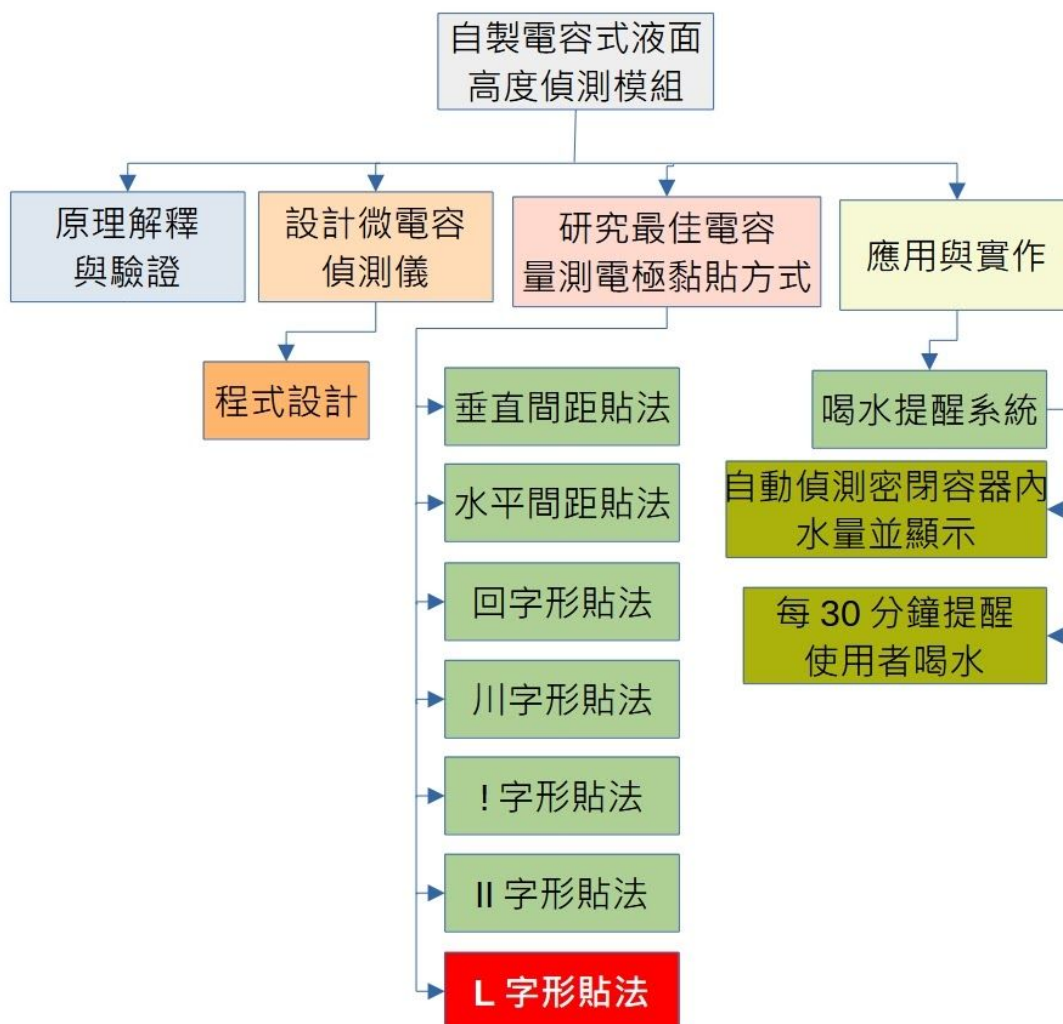 自製電容式液面
高度偵測模組
原理解釋
與驗證
設計微電容
偵測儀
研究最佳電容
量測電極黏貼方式
應用與實作
程式設計
垂直間距貼法
水平間距貼法
回字形貼法
川字形貼法
! 字形貼法
II 字形貼法
L 字形貼法
喝水提醒系統
自動偵測密閉容器內
水量並顯示
每 30 分鐘提醒
使用者喝水